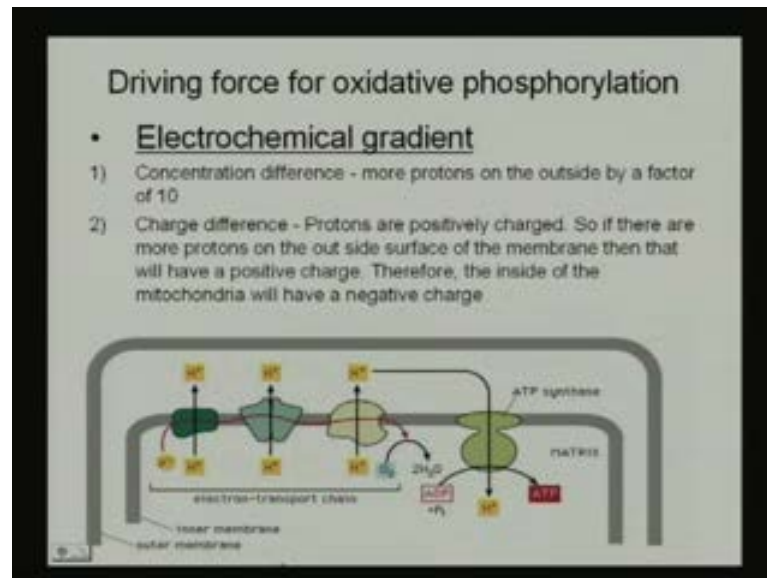 Driving force for oxidative phosphorylation
• Electrochemical gradient
1) Concentration difference - more protons on the outside by a factor
of 10
2) Charge difference - Protons are positively charged. So if there are
more protons on the out side surface of the membrane then that
will have a positive charge. Therefore, the inside of the
mitochondria will have a negative charge
H⁺ H⁺ H⁺
ATP synthase
MATRIX
e⁻ H⁺ H⁺ H⁺ O₂ 2H₂O
ADP ATP
+Pᵢ H⁺
electron-transport chain
inner membrane
outer membrane